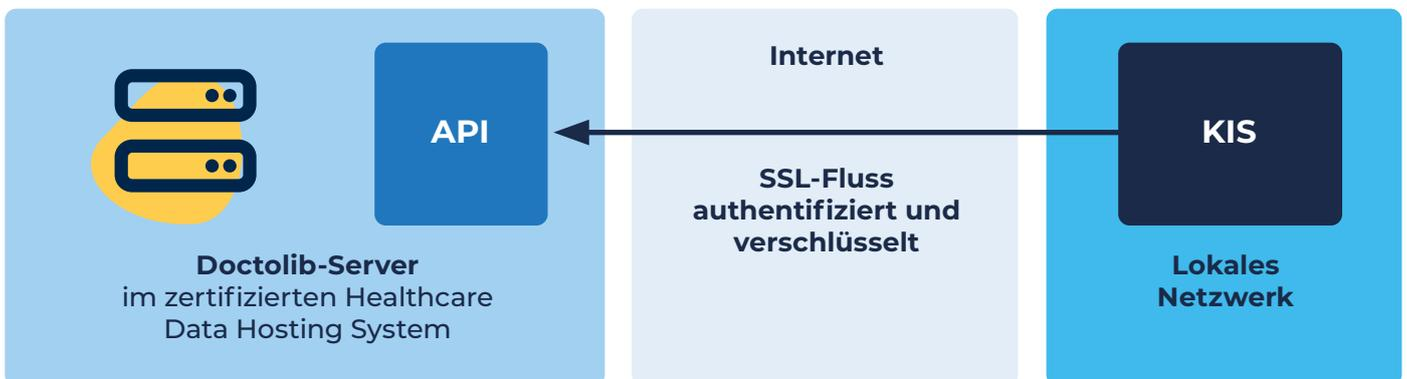 API
Doctolib-Server
im zertifizierten Healthcare
Data Hosting System
Internet
SSL-Fluss
authentifiziert und
verschlüsselt
KIS
Lokales
Netzwerk